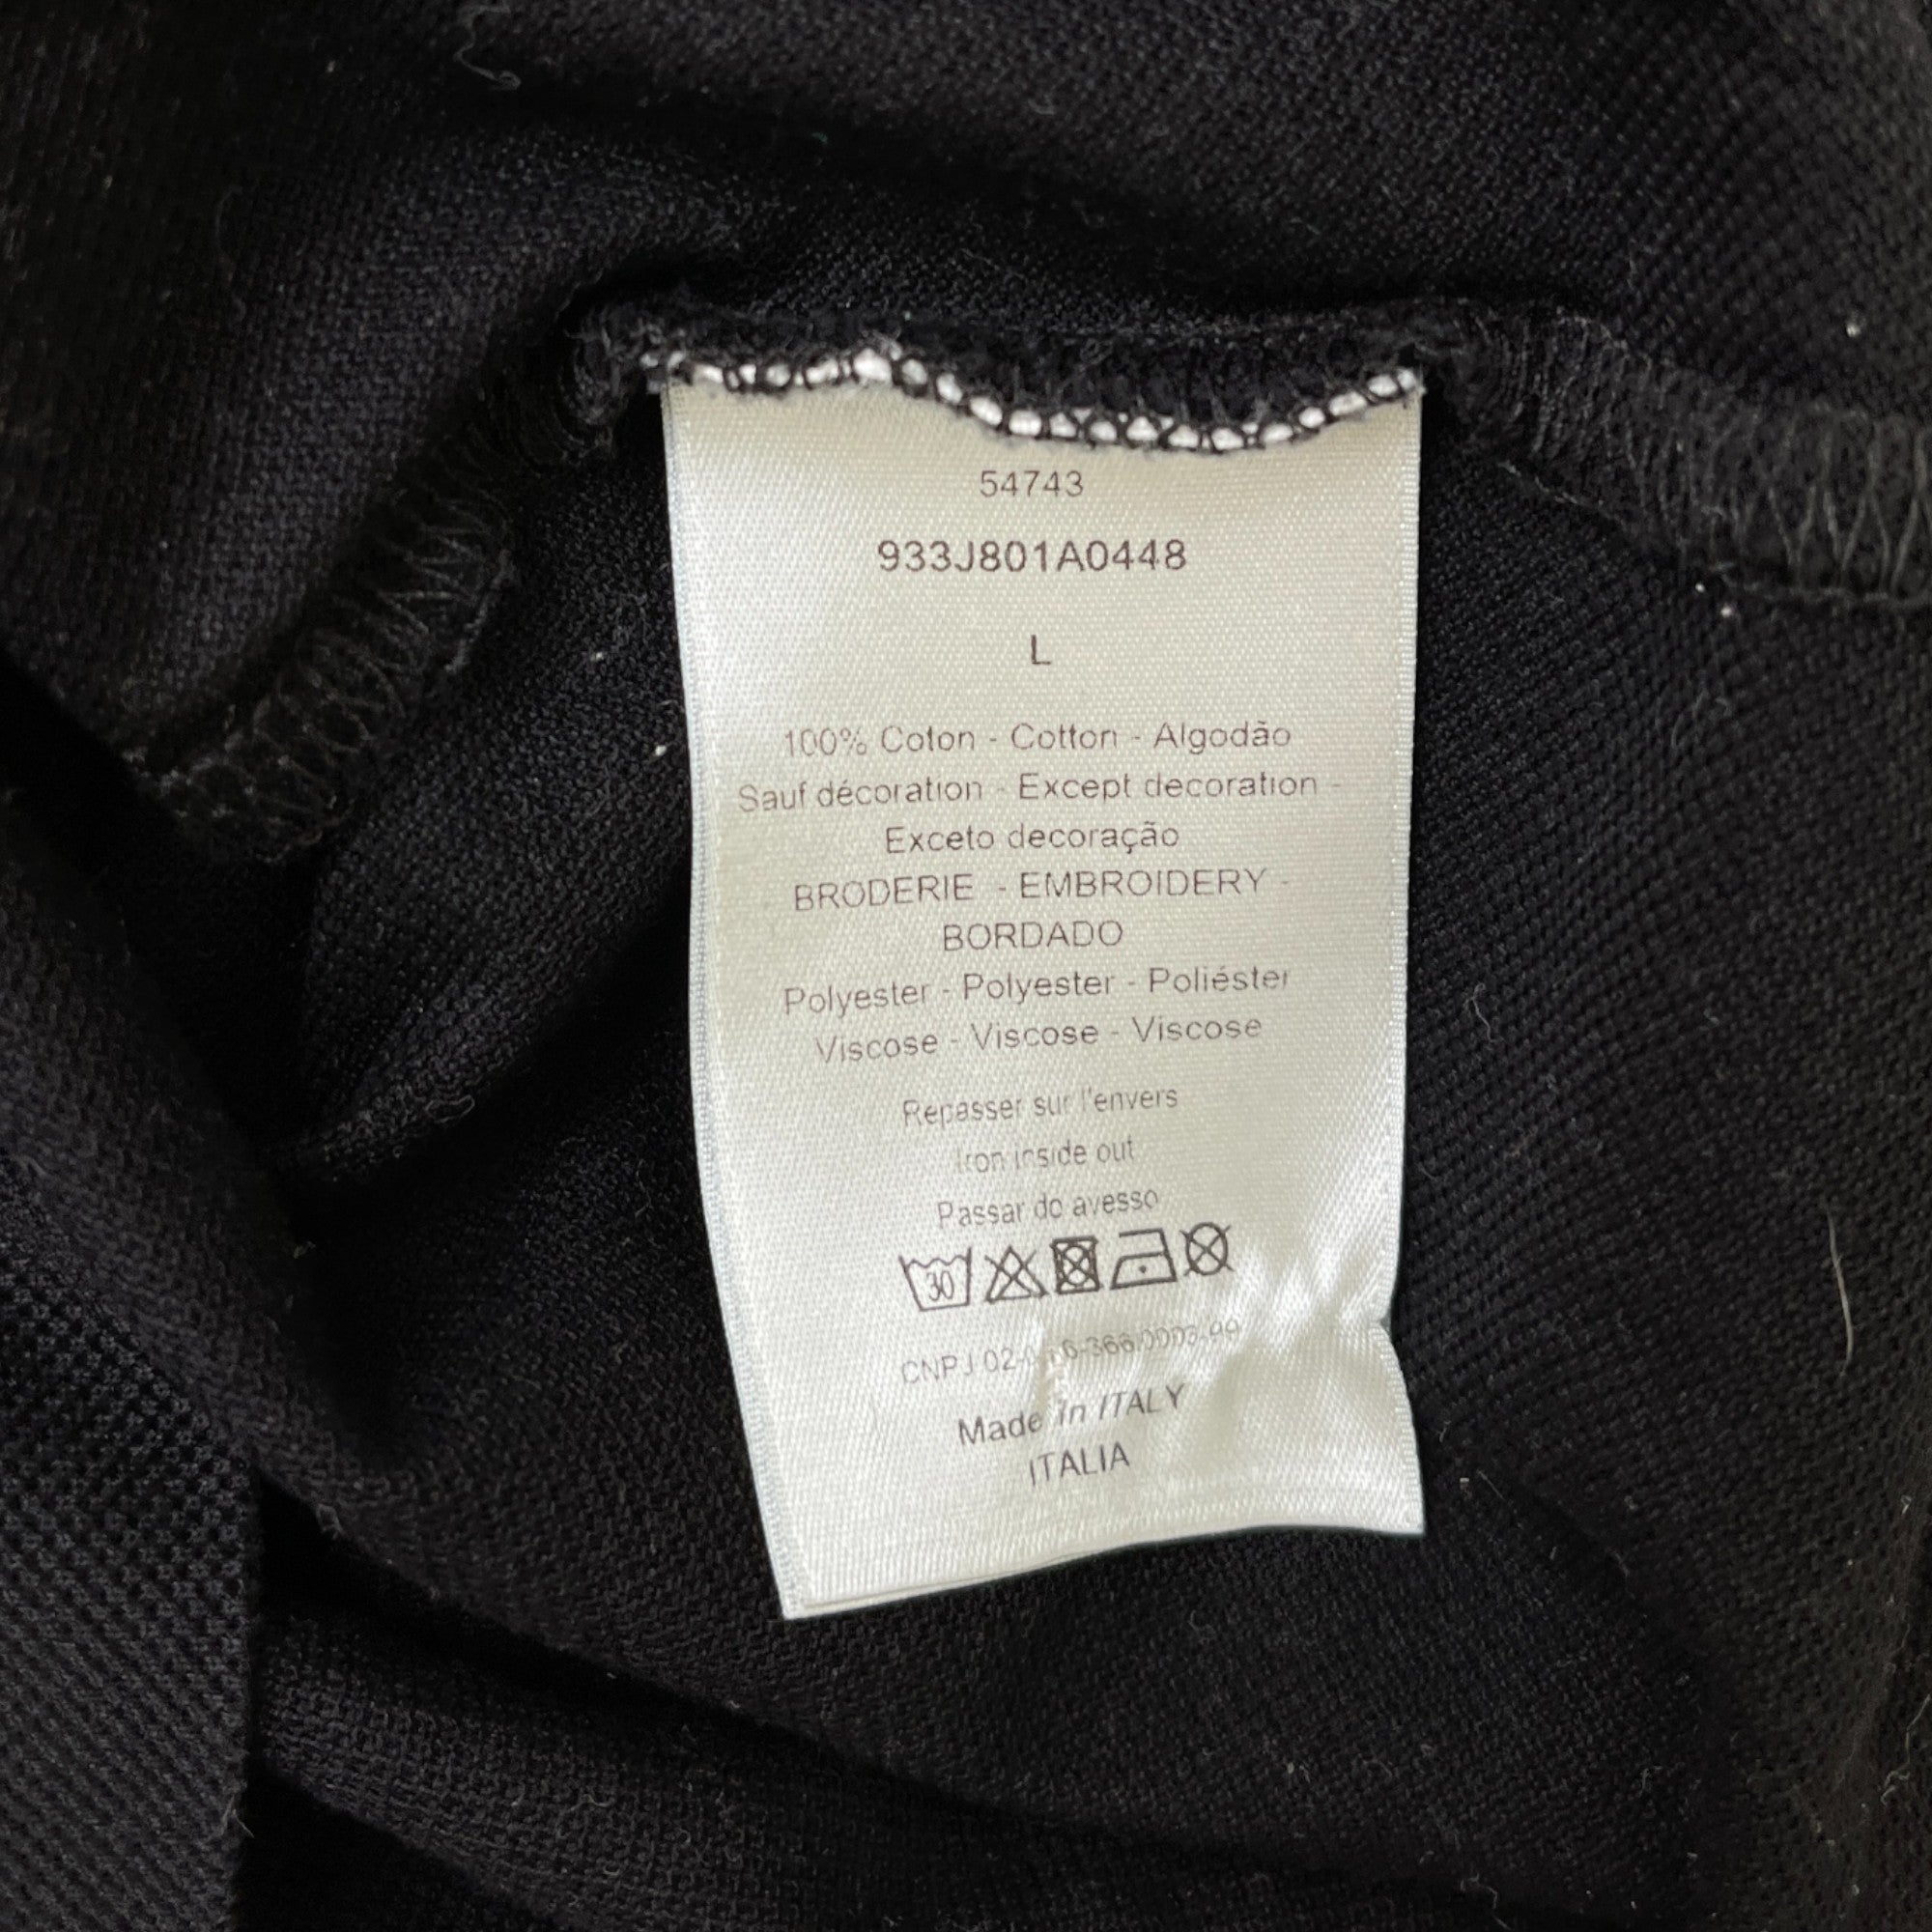 54743
933J801A0448
L
100% Coton - Cotton - Algodão
Sauf décoration - Except decoration -
Exceto decoração
BRODERIE - EMBROIDERY -
BORDADO
Polyester - Polyester - Poliéster
Viscose - Viscose - Viscose
Repasser sur l'envers
Iron inside out
Passar do avesso
30
CNPJ
Made in ITALY
ITALIA